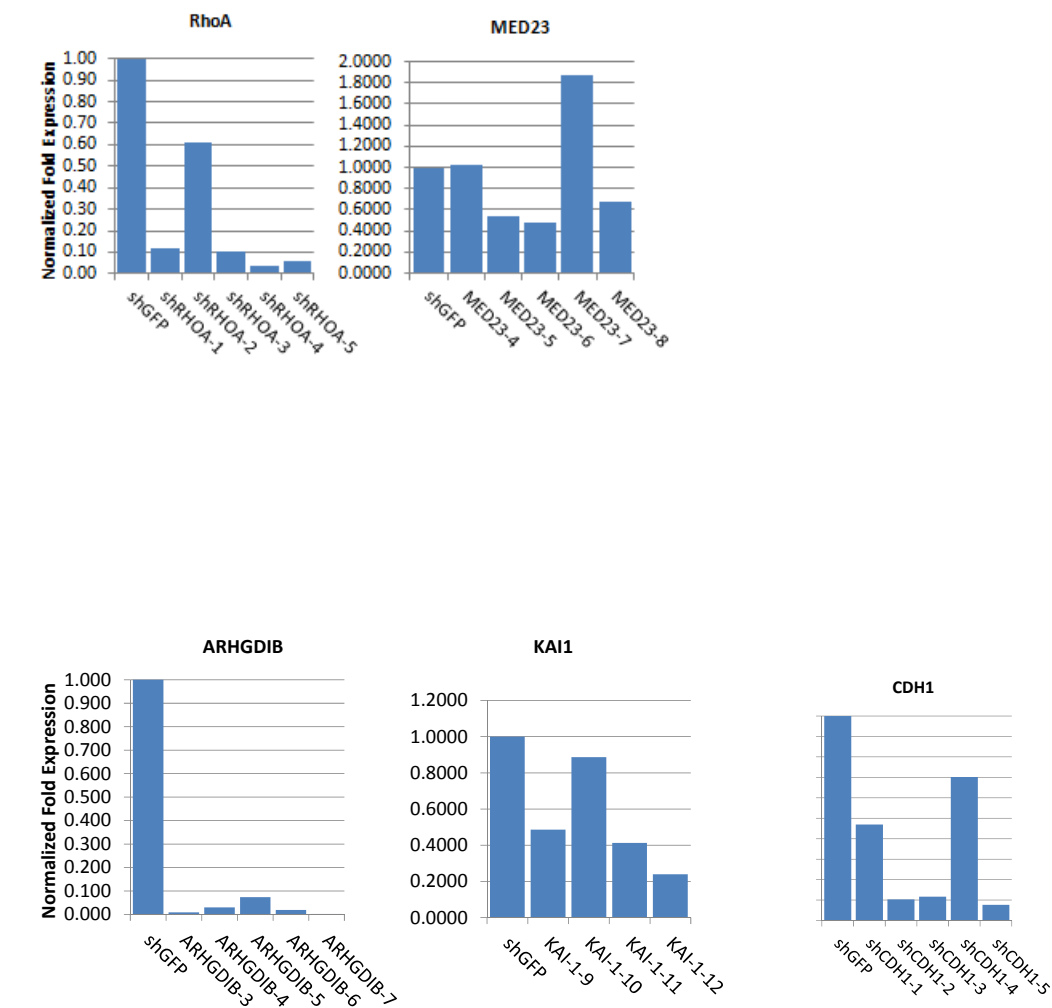 RhoA
Normalized Fold Expression
1.00
0.90
0.80
0.70
0.60
0.50
0.40
0.30
0.20
0.10
0.00
shGFP
shRHOA-1
shRHOA-2
shRHOA-3
shRHOA-4
shRHOA-5
MED23
2.0000
1.8000
1.6000
1.4000
1.2000
1.0000
0.8000
0.6000
0.4000
0.2000
0.0000
shGFP
MED23-4
MED23-5
MED23-6
MED23-7
MED23-8
ARHGDIB
Normalized Fold Expression
1.000
0.900
0.800
0.700
0.600
0.500
0.400
0.300
0.200
0.100
0.000
shGFP
ARHGDIB-3
ARHGDIB-4
ARHGDIB-5
ARHGDIB-6
ARHGDIB-7
KAI1
1.2000
1.0000
0.8000
0.6000
0.4000
0.2000
0.0000
shGFP
KAI-1-9
KAI-1-10
KAI-1-11
KAI-1-12
CDH1
shGFP
shCDH1-1
shCDH1-2
shCDH1-3
shCDH1-4
shCDH1-5